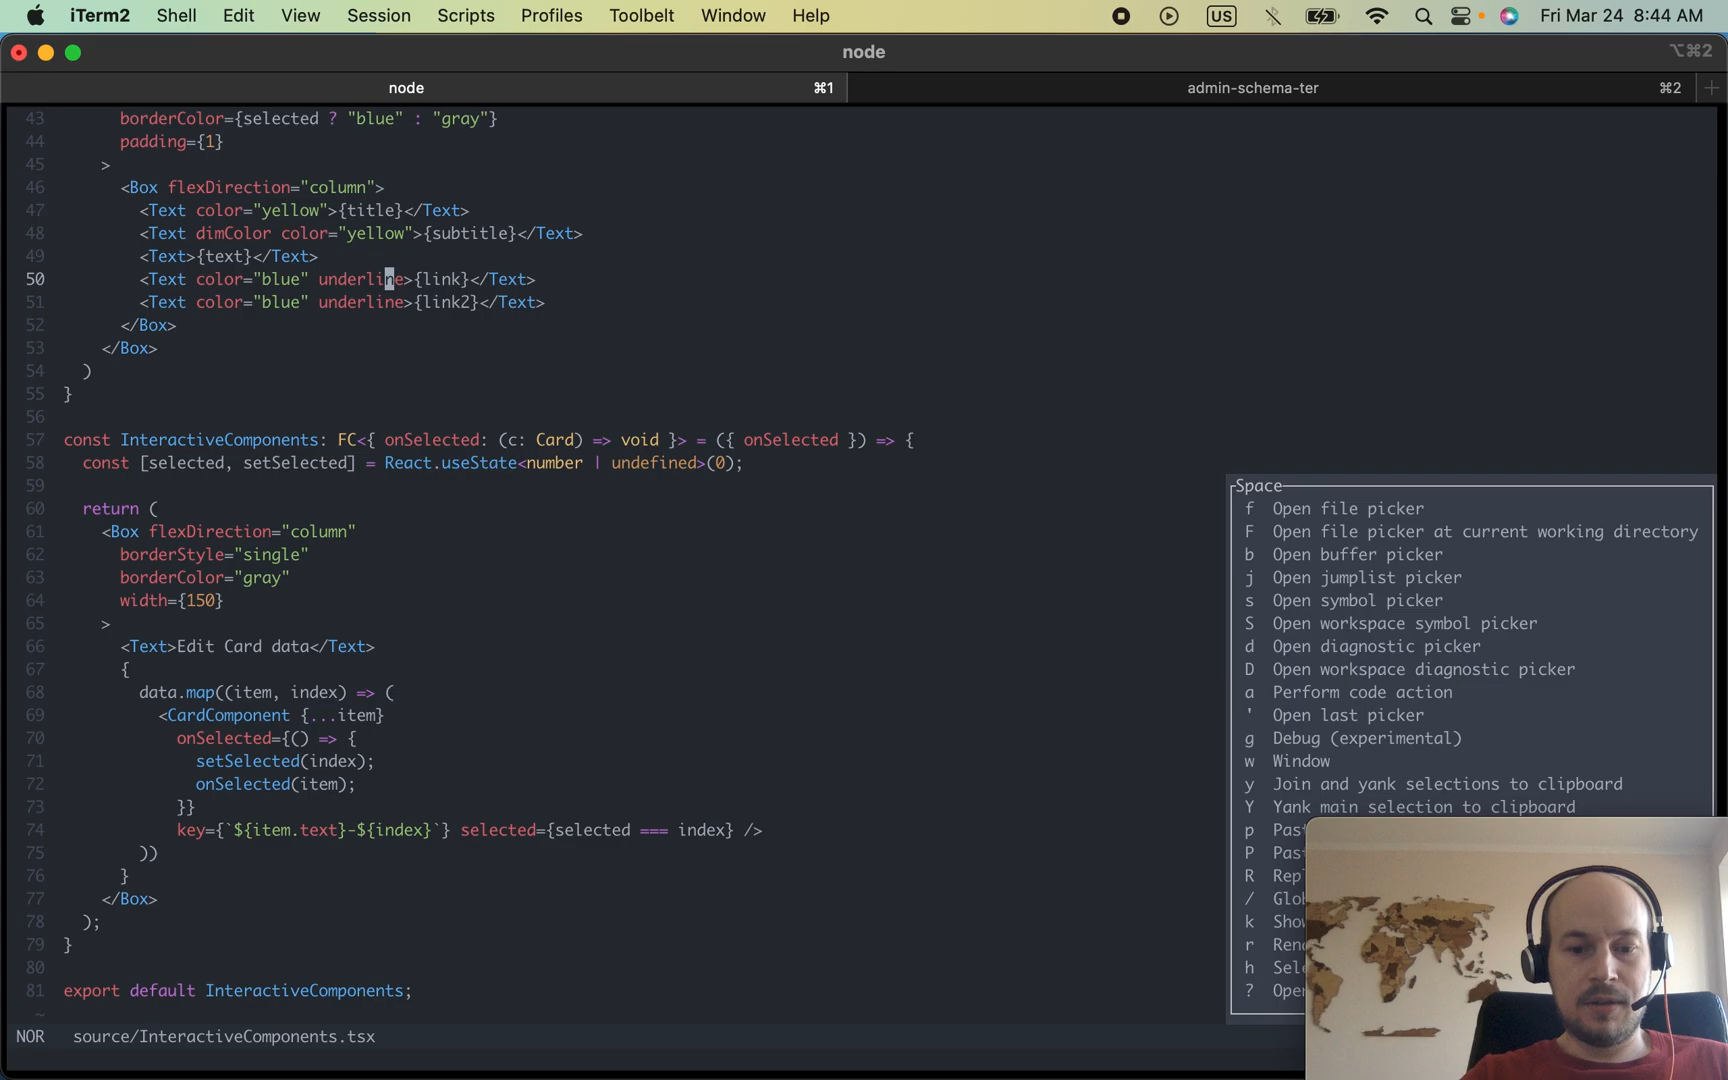 iTerm2 Shell Edit View Session Scripts Profiles Toolbelt Window Help US Fri Mar 24 8:44 AM
node ⌥⌘2
node ⌘1 admin-schema-ter ⌘2
43 borderColor={selected ? "blue" : "gray"}
44 padding={1}
45 >
46 <Box flexDirection="column">
47 <Text color="yellow">{title}</Text>
48 <Text dimColor color="yellow">{subtitle}</Text>
49 <Text>{text}</Text>
50 <Text color="blue" underline>{link}</Text>
51 <Text color="blue" underline>{link2}</Text>
52 </Box>
53 </Box>
54 )
55 }
56
57 const InteractiveComponents: FC<{ onSelected: (c: Card) => void }> = ({ onSelected }) => {
58 const [selected, setSelected] = React.useState<number | undefined>(0);
59
60 return (
61 <Box flexDirection="column"
62 borderStyle="single"
63 borderColor="gray"
64 width={150}
65 >
66 <Text>Edit Card data</Text>
67 {
68 data.map((item, index) => (
69 <CardComponent {...item}
70 onSelected={() => {
71 setSelected(index);
72 onSelected(item);
73 }}
74 key={`${item.text}-${index}`} selected={selected === index} />
75 ))
76 }
77 </Box>
78 );
79 }
80
81 export default InteractiveComponents;
~
NOR source/InteractiveComponents.tsx
Space
f Open file picker
F Open file picker at current working directory
b Open buffer picker
j Open jumplist picker
s Open symbol picker
S Open workspace symbol picker
d Open diagnostic picker
D Open workspace diagnostic picker
a Perform code action
' Open last picker
g Debug (experimental)
w Window
y Join and yank selections to clipboard
Y Yank main selection to clipboard
p Pas
P Pas
R Rep
/ Glo
k Sho
r Ren
h Sel
? Ope